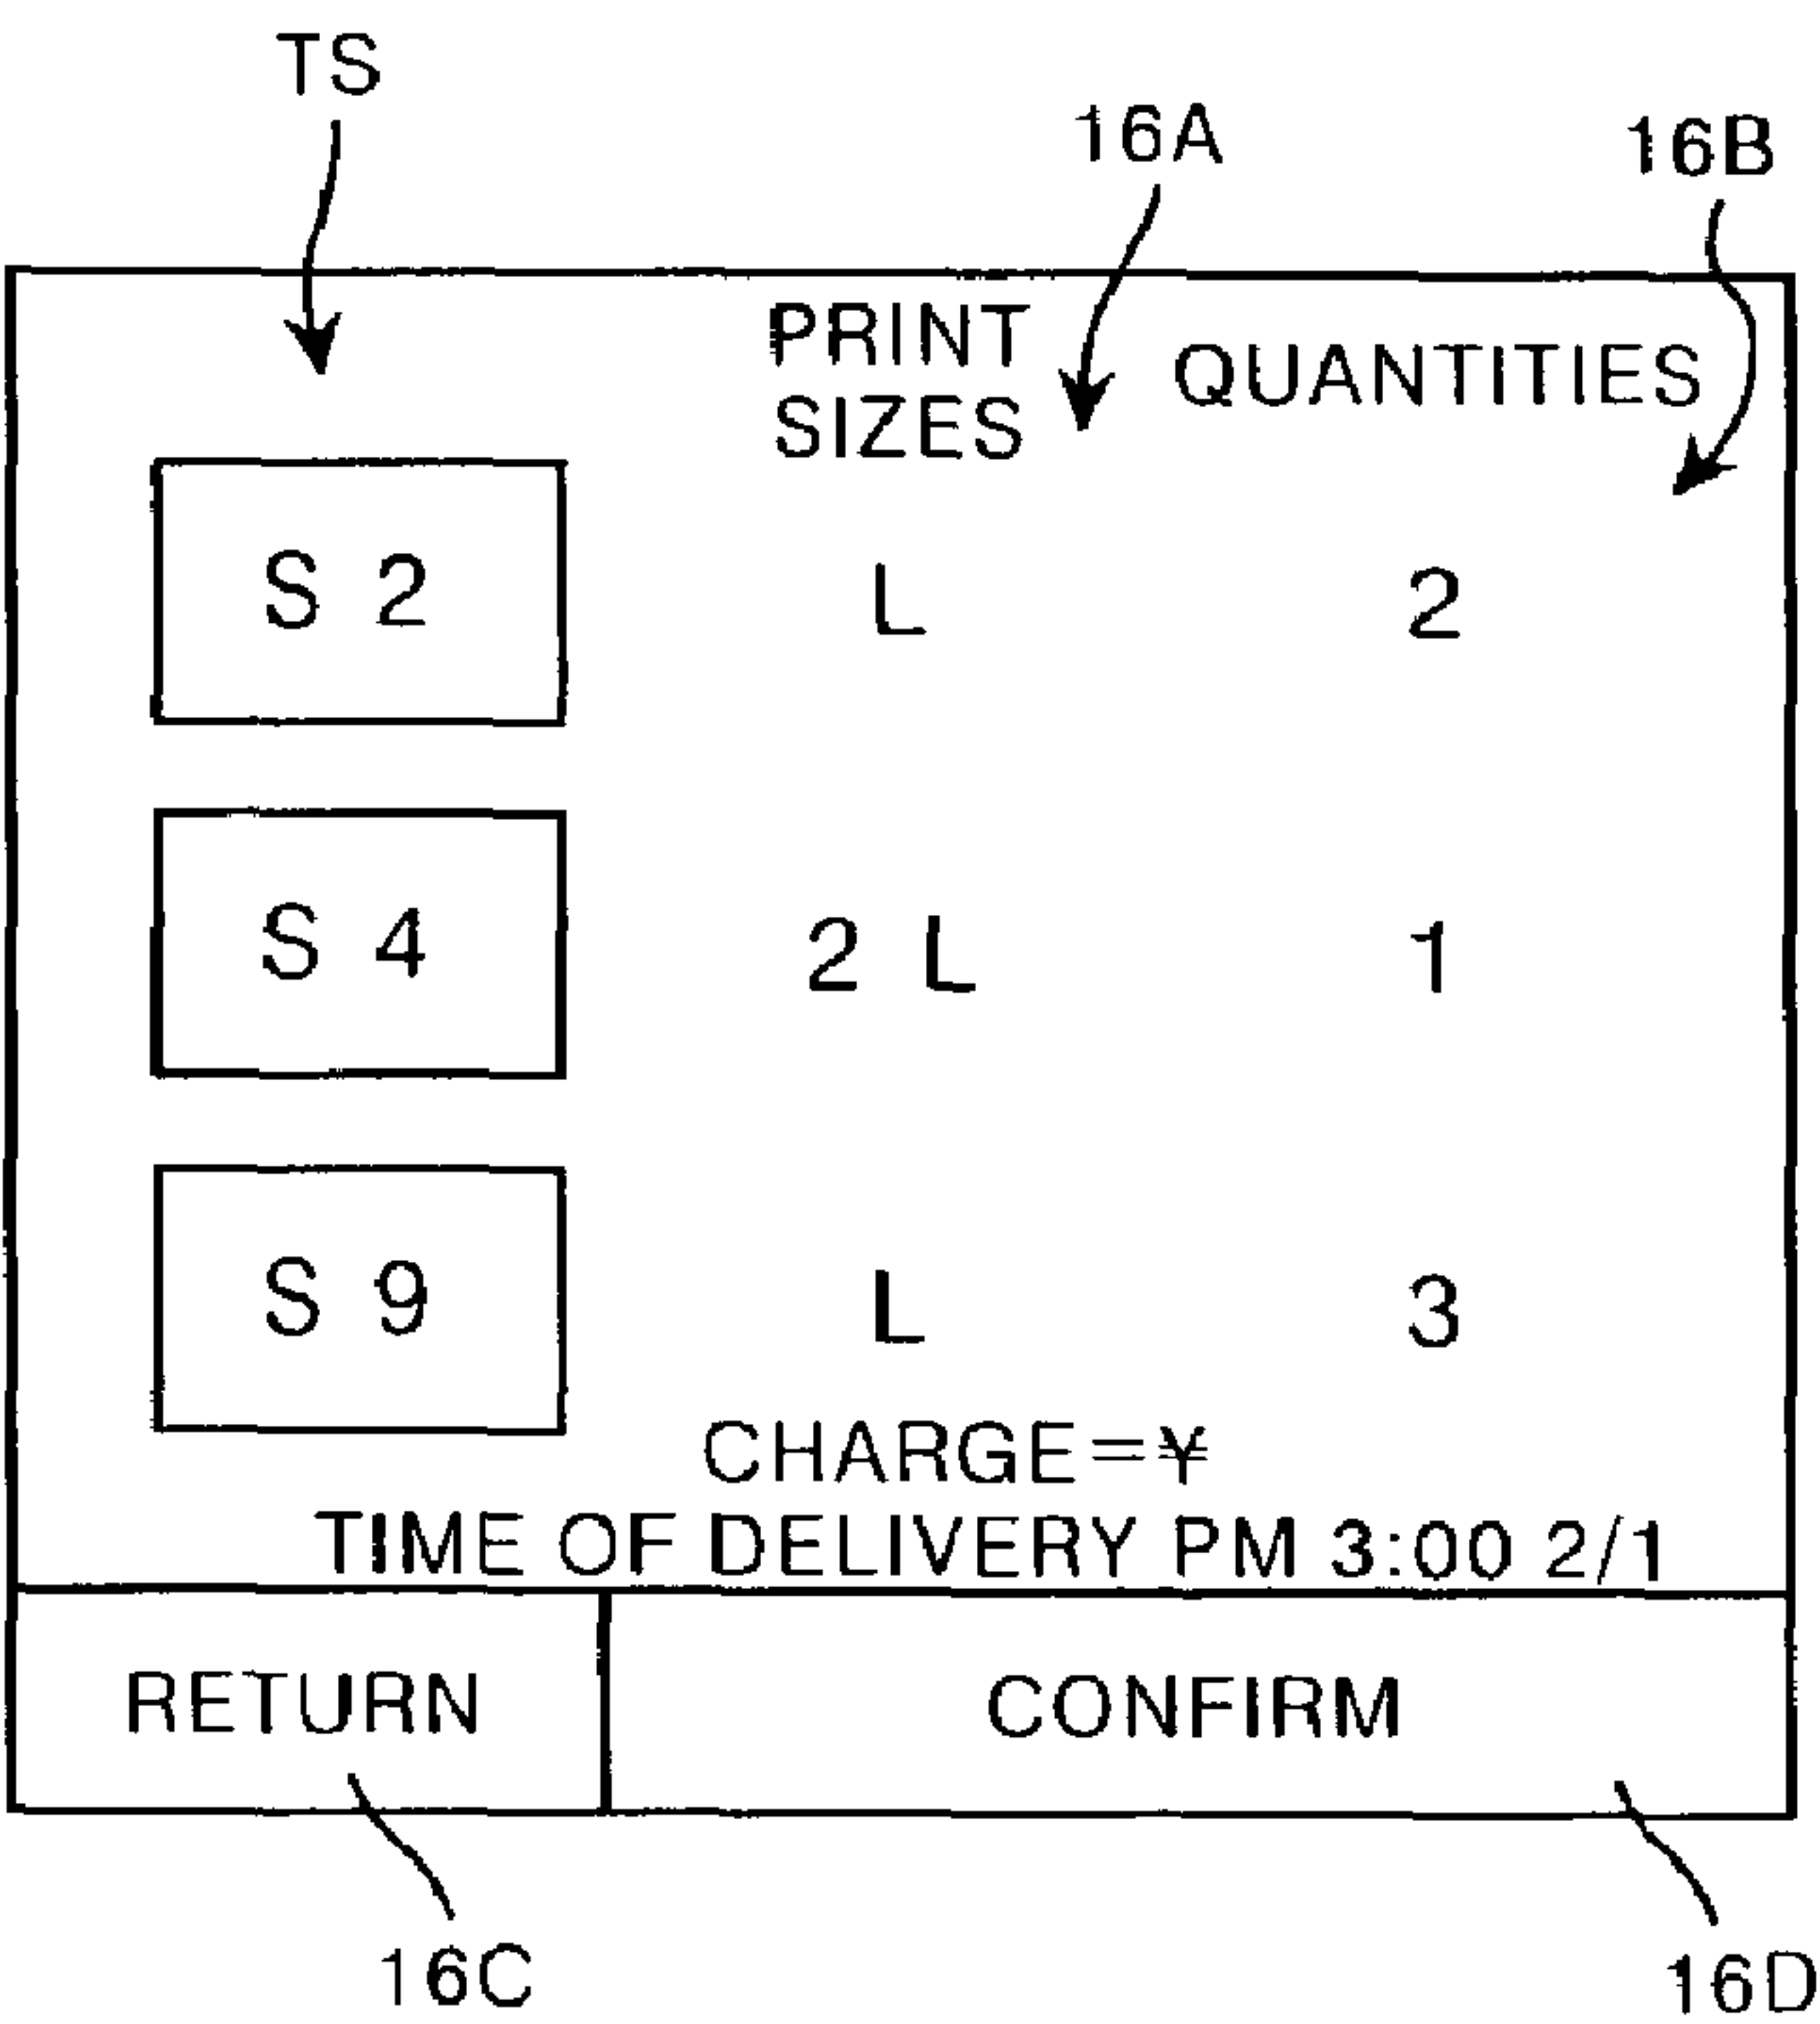 TS
16A
16B
PRINT
SIZES
QUANTITIES
S 2 L 2
S 4 2 L 1
S 9 L 3
CHARGE=¥
TIME OF DELIVERY PM 3:00 2/1
RETURN CONFIRM
16C 16D